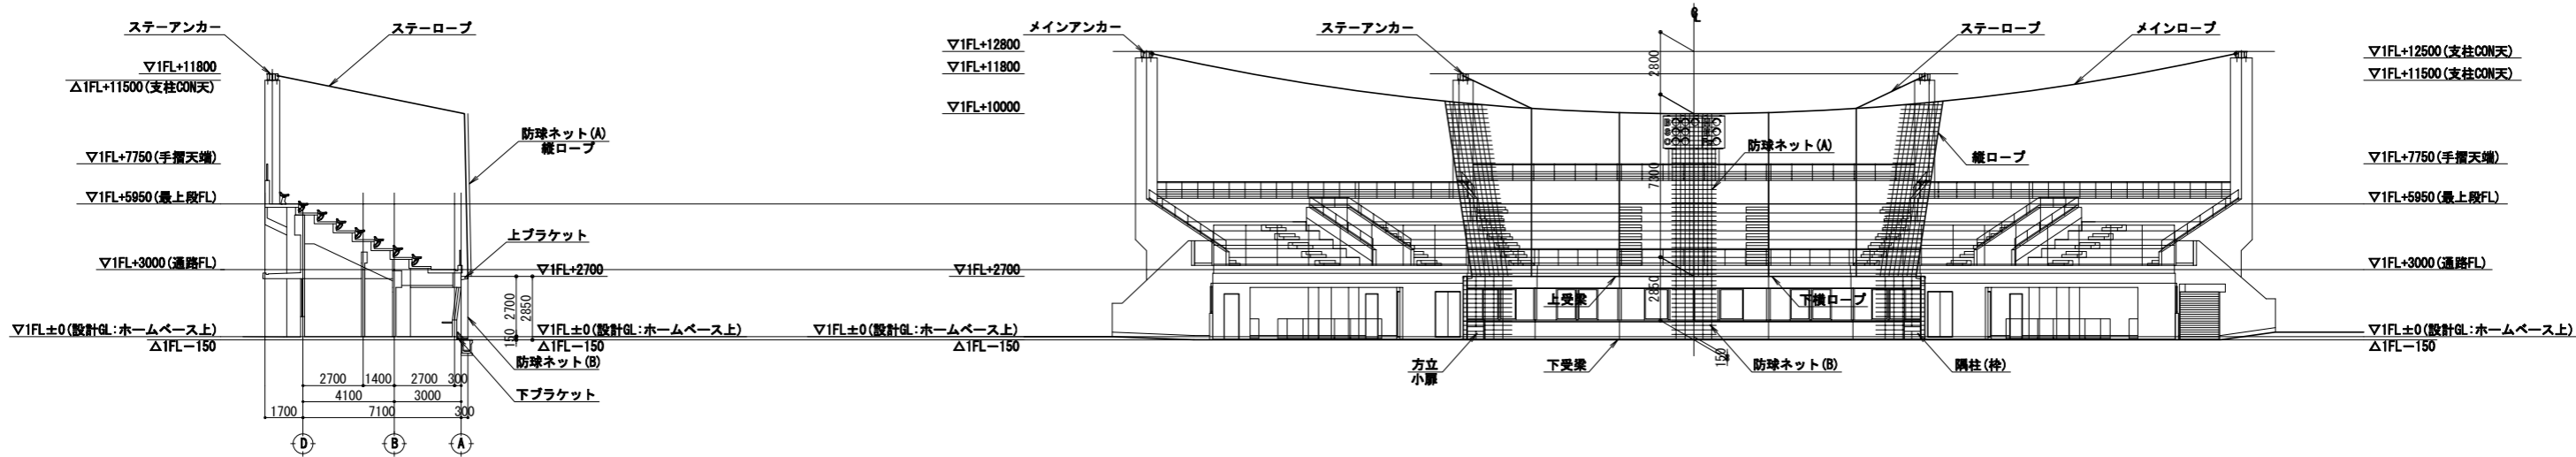 ステーアンカー
ステーロープ
▽1FL+11800
△1FL+11500(支柱CON天)
防球ネット(A)
縦ロープ
▽1FL+7750(手摺天端)
▽1FL+5950(最上段FL)
上ブラケット
▽1FL+3000(通路FL)
▽1FL+2700
2700
2850
150
▽1FL±0(設計GL:ホームベース上)
△1FL－150
▽1FL±0(設計GL:ホームベース上)
△1FL－150
防球ネット(B)
下ブラケット
2700
1400
2700
300
4100
3000
1700
7100
300
D
B
A
メインアンカー
ステーアンカー
℄
ステーロープ
メインロープ
▽1FL+12800
▽1FL+11800
▽1FL+10000
2800
▽1FL+12500(支柱CON天)
▽1FL+11500(支柱CON天)
防球ネット(A)
縦ロープ
▽1FL+7750(手摺天端)
7300
▽1FL+5950(最上段FL)
▽1FL+2700
▽1FL+3000(通路FL)
2850
上受梁
下横ロープ
▽1FL±0(設計GL:ホームベース上)
△1FL－150
▽1FL±0(設計GL:ホームベース上)
△1FL－150
150
方立
小扉
下受梁
防球ネット(B)
隅柱(枠)